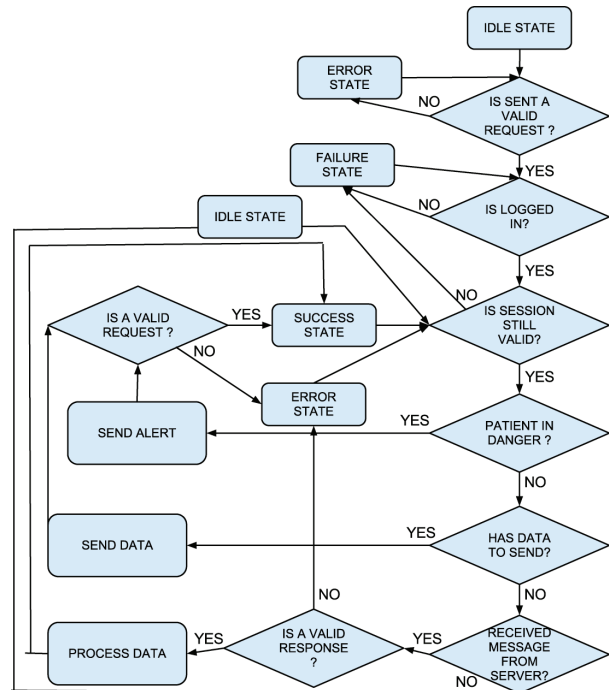 IDLE STATE
ERROR
STATE
NO
IS SENT A
VALID
REQUEST ?
YES
FAILURE
STATE
NO
IS LOGGED
IN?
IDLE STATE
YES
NO
IS A VALID
REQUEST ?
YES
SUCCESS
STATE
IS SESSION
STILL
VALID?
NO
YES
ERROR
STATE
SEND ALERT
YES
PATIENT IN
DANGER ?
NO
SEND DATA
YES
HAS DATA
TO SEND?
NO
NO
PROCESS DATA
YES
IS A VALID
RESPONSE
?
YES
RECEIVED
MESSAGE
FROM
SERVER?
NO